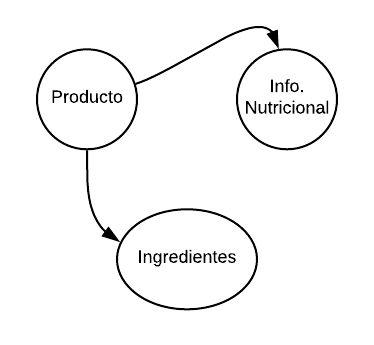 Producto
Info.
Nutricional
Ingredientes